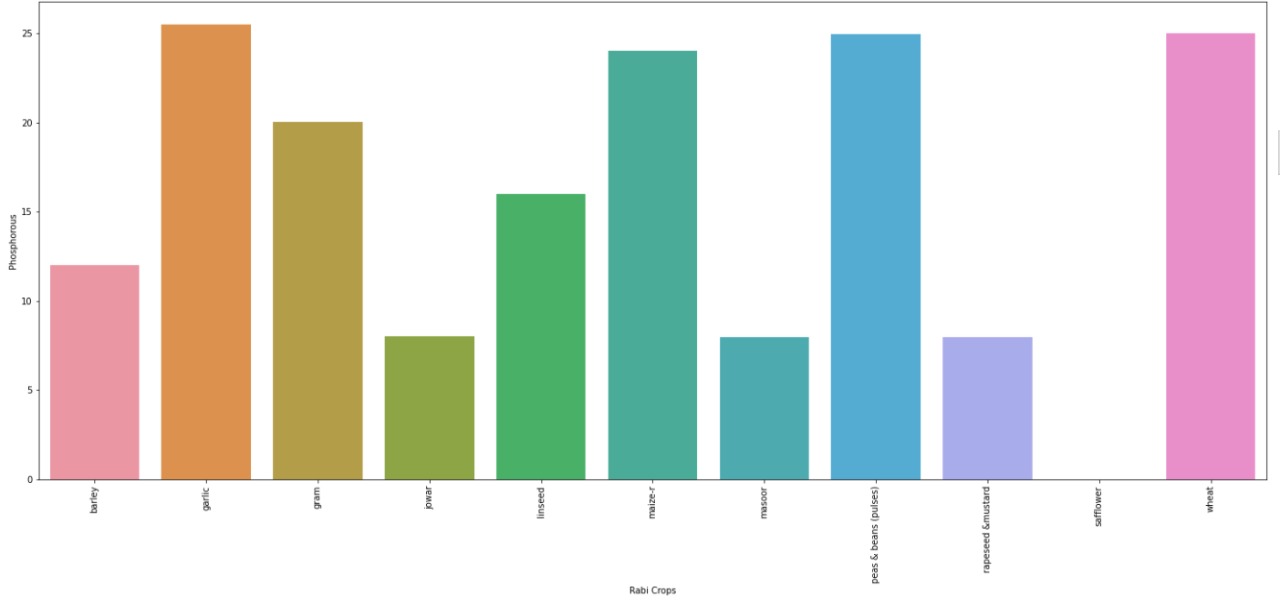 25
20
15
10
5
0
Phosphorous
barley
garlic
gram
jowar
linseed
maize-r
masoor
peas & beans (pulses)
rapeseed &mustard
safflower
wheat
Rabi Crops